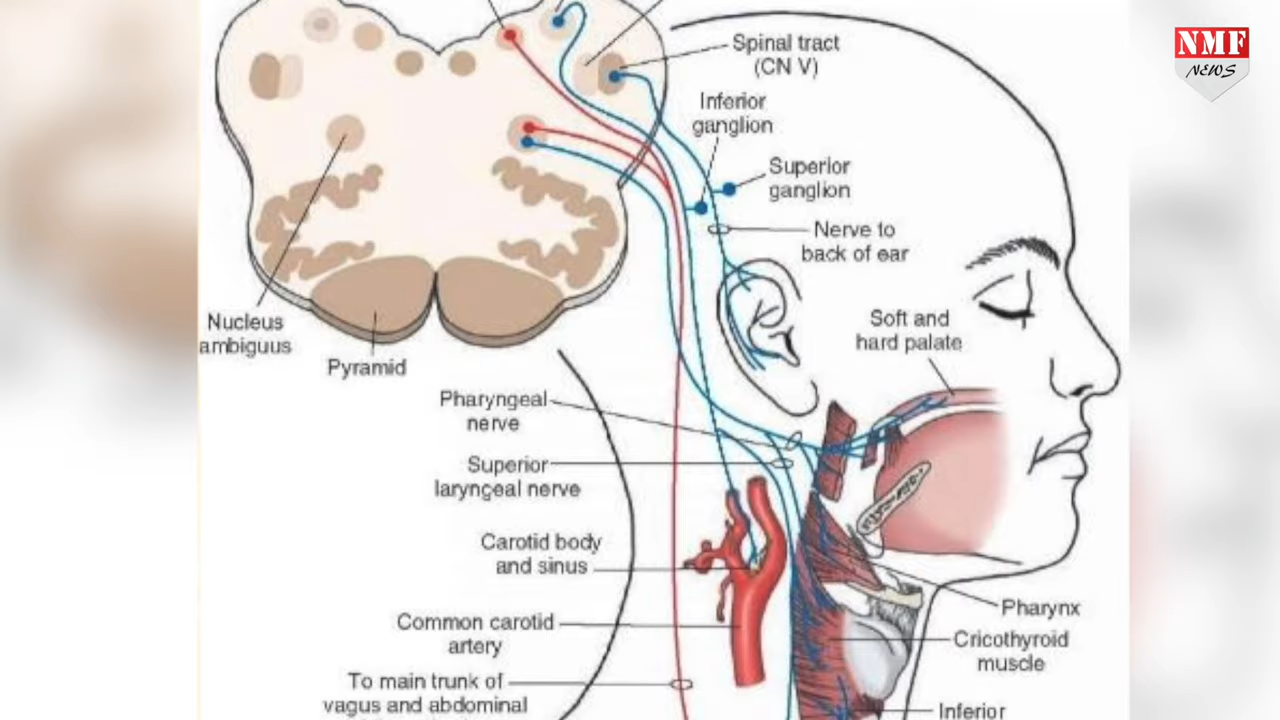 NMF
NEWS
Spinal tract
(CN V)
Inferior
ganglion
Superior
ganglion
Nerve to
back of ear
Soft and
hard palate
Nucleus
ambiguus
Pyramid
Pharyngeal
nerve
Superior
laryngeal nerve
Carotid body
and sinus
Common carotid
artery
To main trunk of
vagus and abdominal
Pharynx
Cricothyroid
muscle
Inferior